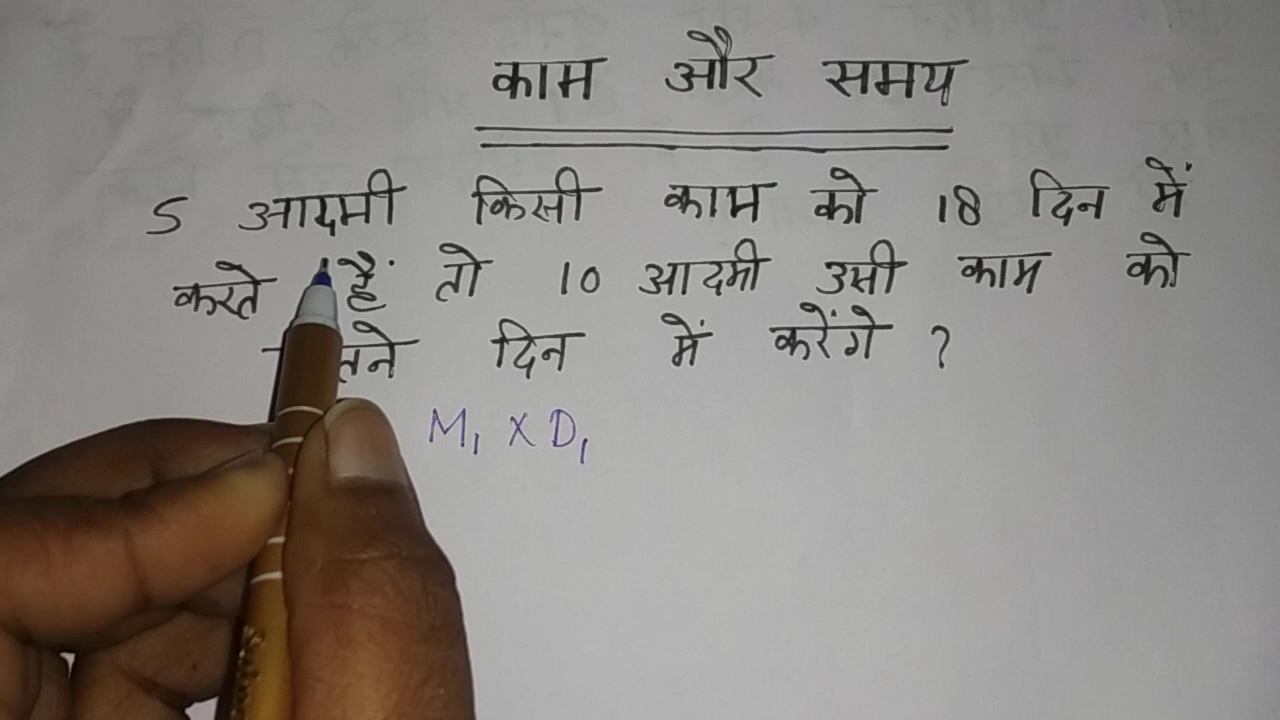 काम और समय
5 आदमी किसी काम को 18 दिन में
करते हैं तो 10 आदमी उसी काम को
दिन में करेंगे ?
M₁ × D₁